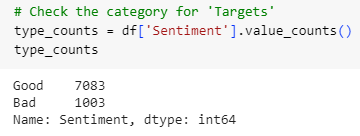 # Check the category for 'Targets'
type_counts = df['Sentiment'].value_counts()
type_counts
Good    7083
Bad     1003
Name: Sentiment, dtype: int64